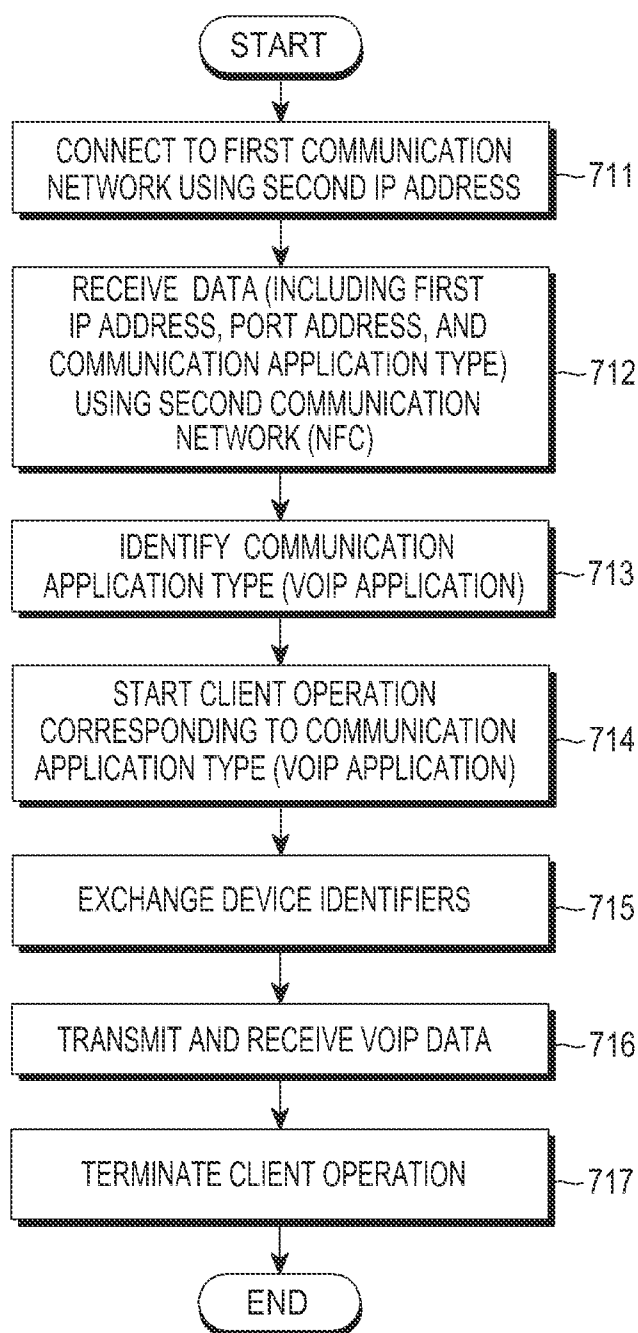 START
CONNECT TO FIRST COMMUNICATION
NETWORK USING SECOND IP ADDRESS
711
RECEIVE DATA (INCLUDING FIRST
IP ADDRESS, PORT ADDRESS, AND
COMMUNICATION APPLICATION TYPE)
USING SECOND COMMUNICATION
NETWORK (NFC)
712
IDENTIFY COMMUNICATION
APPLICATION TYPE (VOIP APPLICATION)
713
START CLIENT OPERATION
CORRESPONDING TO COMMUNICATION
APPLICATION TYPE (VOIP APPLICATION)
714
EXCHANGE DEVICE IDENTIFIERS
715
TRANSMIT AND RECEIVE VOIP DATA
716
TERMINATE CLIENT OPERATION
717
END